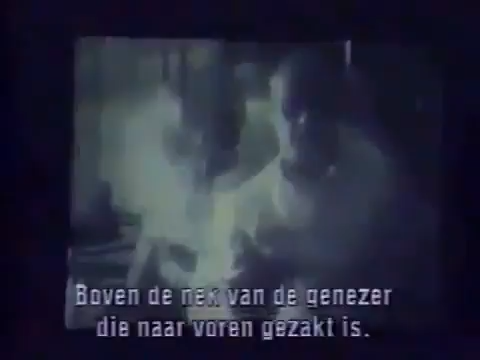 Boven de nek van de genezer
die naar voren gezakt is.